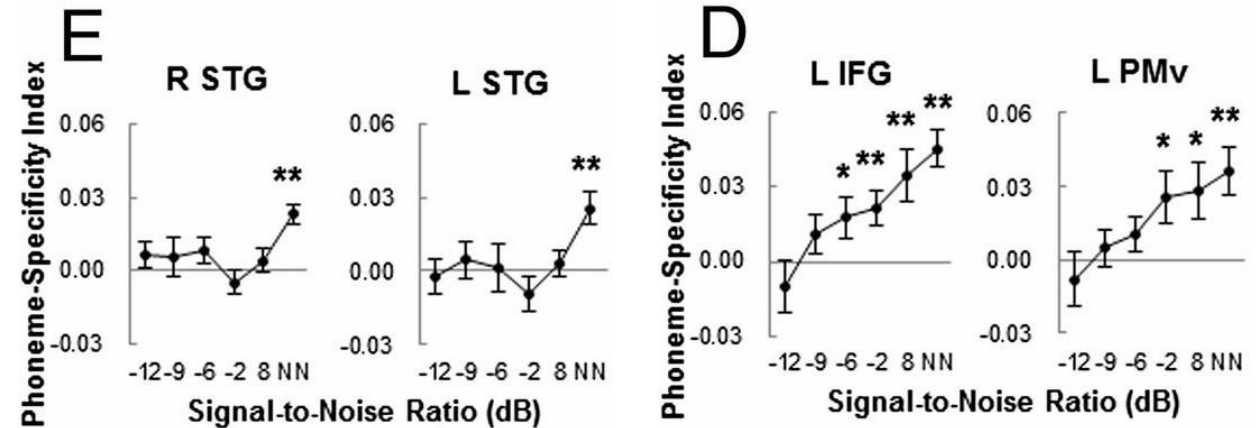 E
R STG
L STG
Phoneme-Specificity Index
0.06
0.03
0.00
-0.03
**
-12 -9 -6 -2 8 NN
0.06
0.03
0.00
-0.03
**
-12 -9 -6 -2 8 NN
Signal-to-Noise Ratio (dB)
D
L IFG
L PMv
Phoneme-Specificity Index
0.06
0.03
0.00
-0.03
* ** ** **
-12 -9 -6 -2 8 NN
0.06
0.03
0.00
-0.03
* * **
-12 -9 -6 -2 8 NN
Signal-to-Noise Ratio (dB)